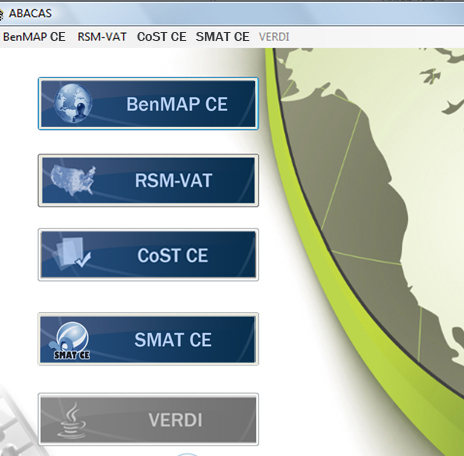 ABACAS
BenMAP CE RSM-VAT CoST CE SMAT CE VERDI
BenMAP CE
RSM-VAT
CoST CE
SMAT CE
SMAT CE
VERDI